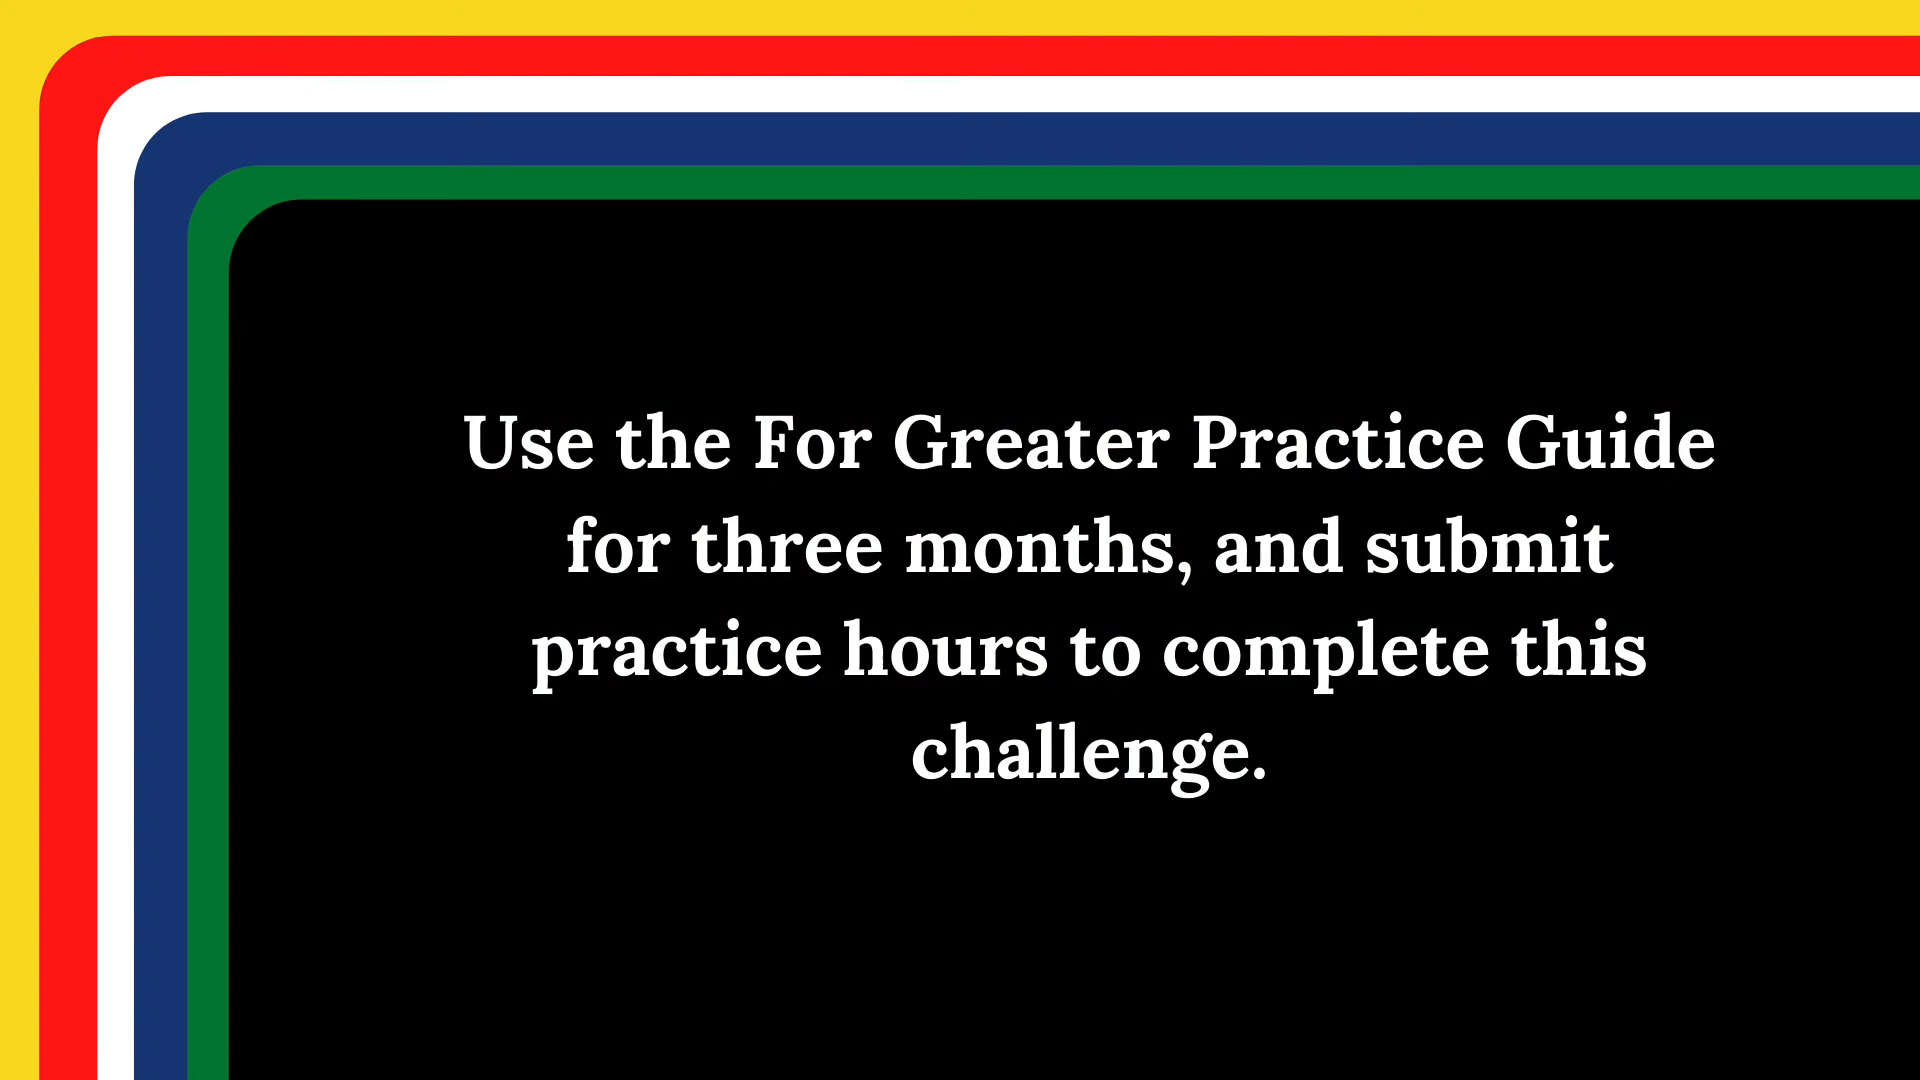 Use the For Greater Practice Guide
for three months, and submit
practice hours to complete this
challenge.